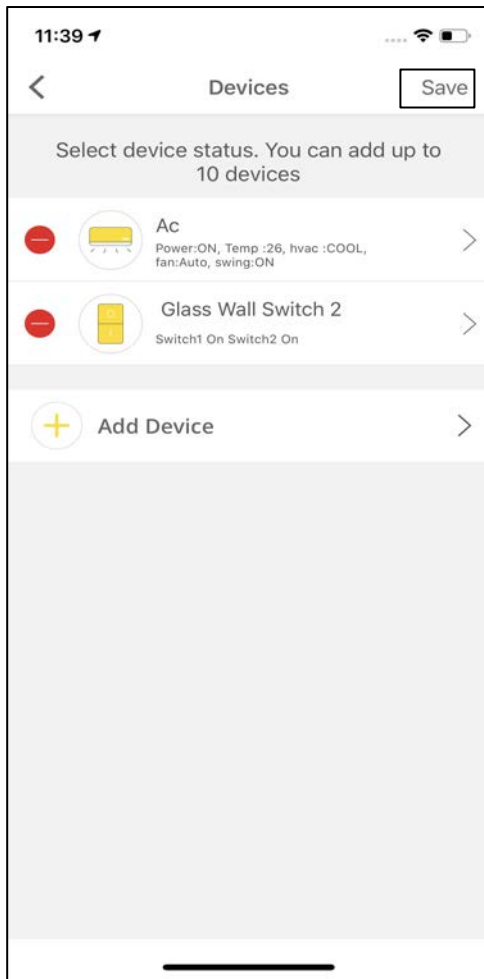 11:39
Devices
Save
Select device status. You can add up to
10 devices
Ac
Power:ON, Temp :26, hvac :COOL,
fan:Auto, swing:ON
Glass Wall Switch 2
Switch1 On Switch2 On
Add Device